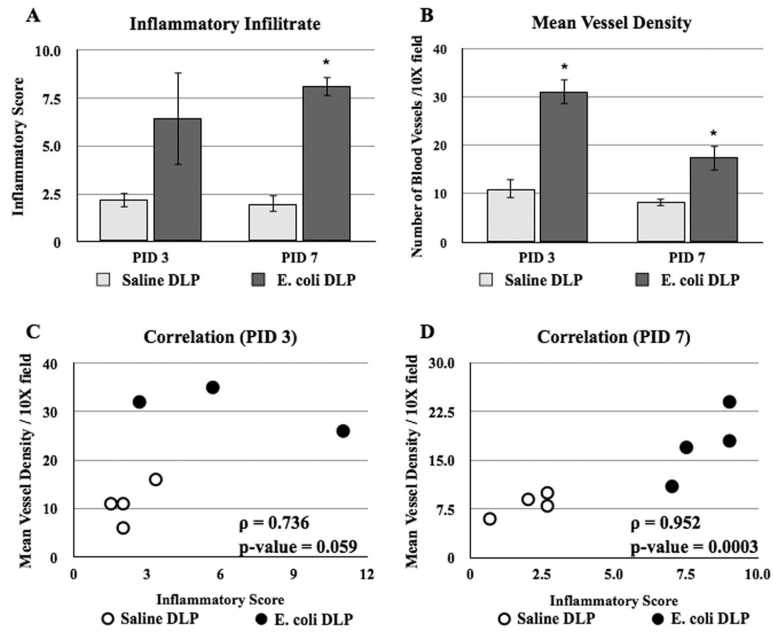 A
Inflammatory Infilitrate
Inflammatory Score
10.0
7.5
5.0
2.5
0
*
PID 3
PID 7
Saline DLP
E. coli DLP
B
Mean Vessel Density
Number of Blood Vessels /10X field
40
30
20
10
0
*
*
PID 3
PID 7
Saline DLP
E. coli DLP
C
Correlation (PID 3)
Mean Vessel Density / 10X field
40
30
20
10
0
ρ = 0.736
p-value = 0.059
0
3
6
9
12
Inflammatory Score
Saline DLP
E. coli DLP
D
Correlation (PID 7)
Mean Vessel Density / 10X field
30.0
22.5
15.0
7.5
0
ρ = 0.952
p-value = 0.0003
0
2.5
5.0
7.5
10.0
Inflammatory Score
Saline DLP
E. coli DLP